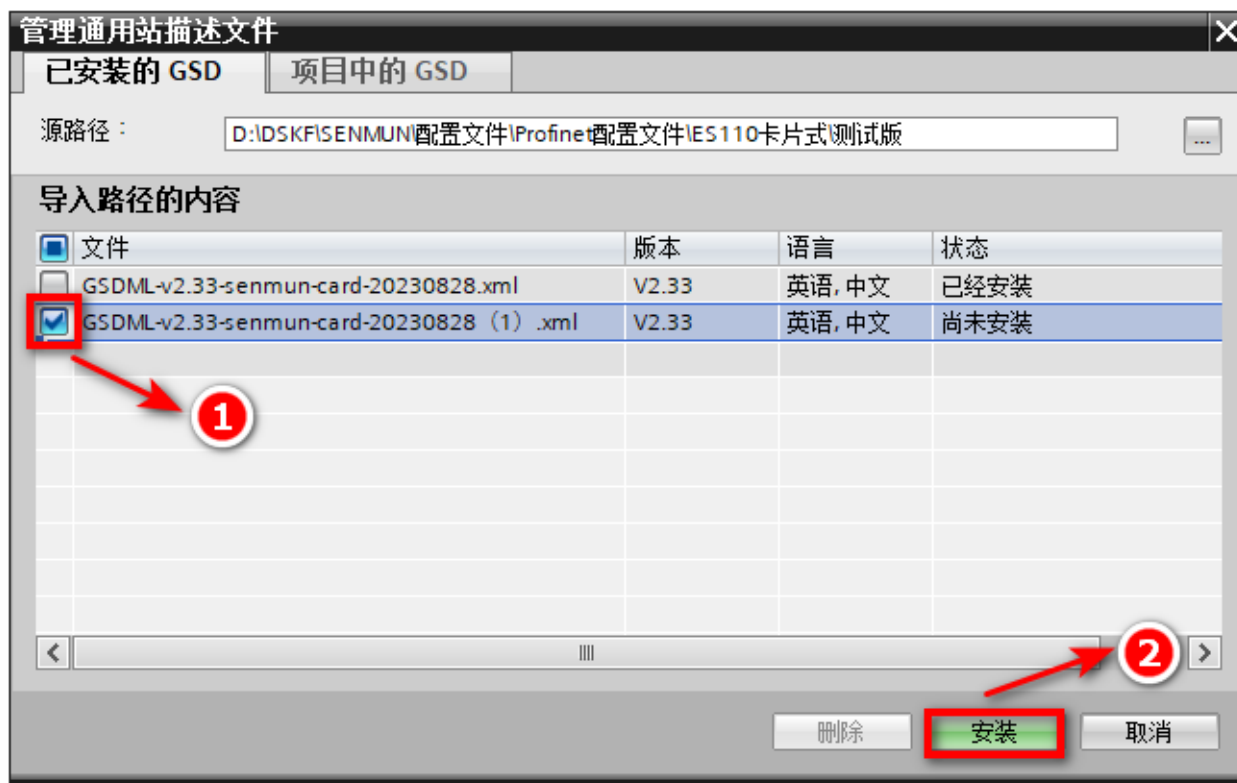 管理通用站描述文件
已安装的 GSD 项目中的 GSD
源路径： D:\DSKF\SENMUN\配置文件\Profinet配置文件\ES110卡片式\测试版 ...
导入路径的内容
文件 版本 语言 状态
GSDML-v2.33-senmun-card-20230828.xml V2.33 英语, 中文 已经安装
GSDML-v2.33-senmun-card-20230828（1）.xml V2.33 英语, 中文 尚未安装
1
2
删除 安装 取消